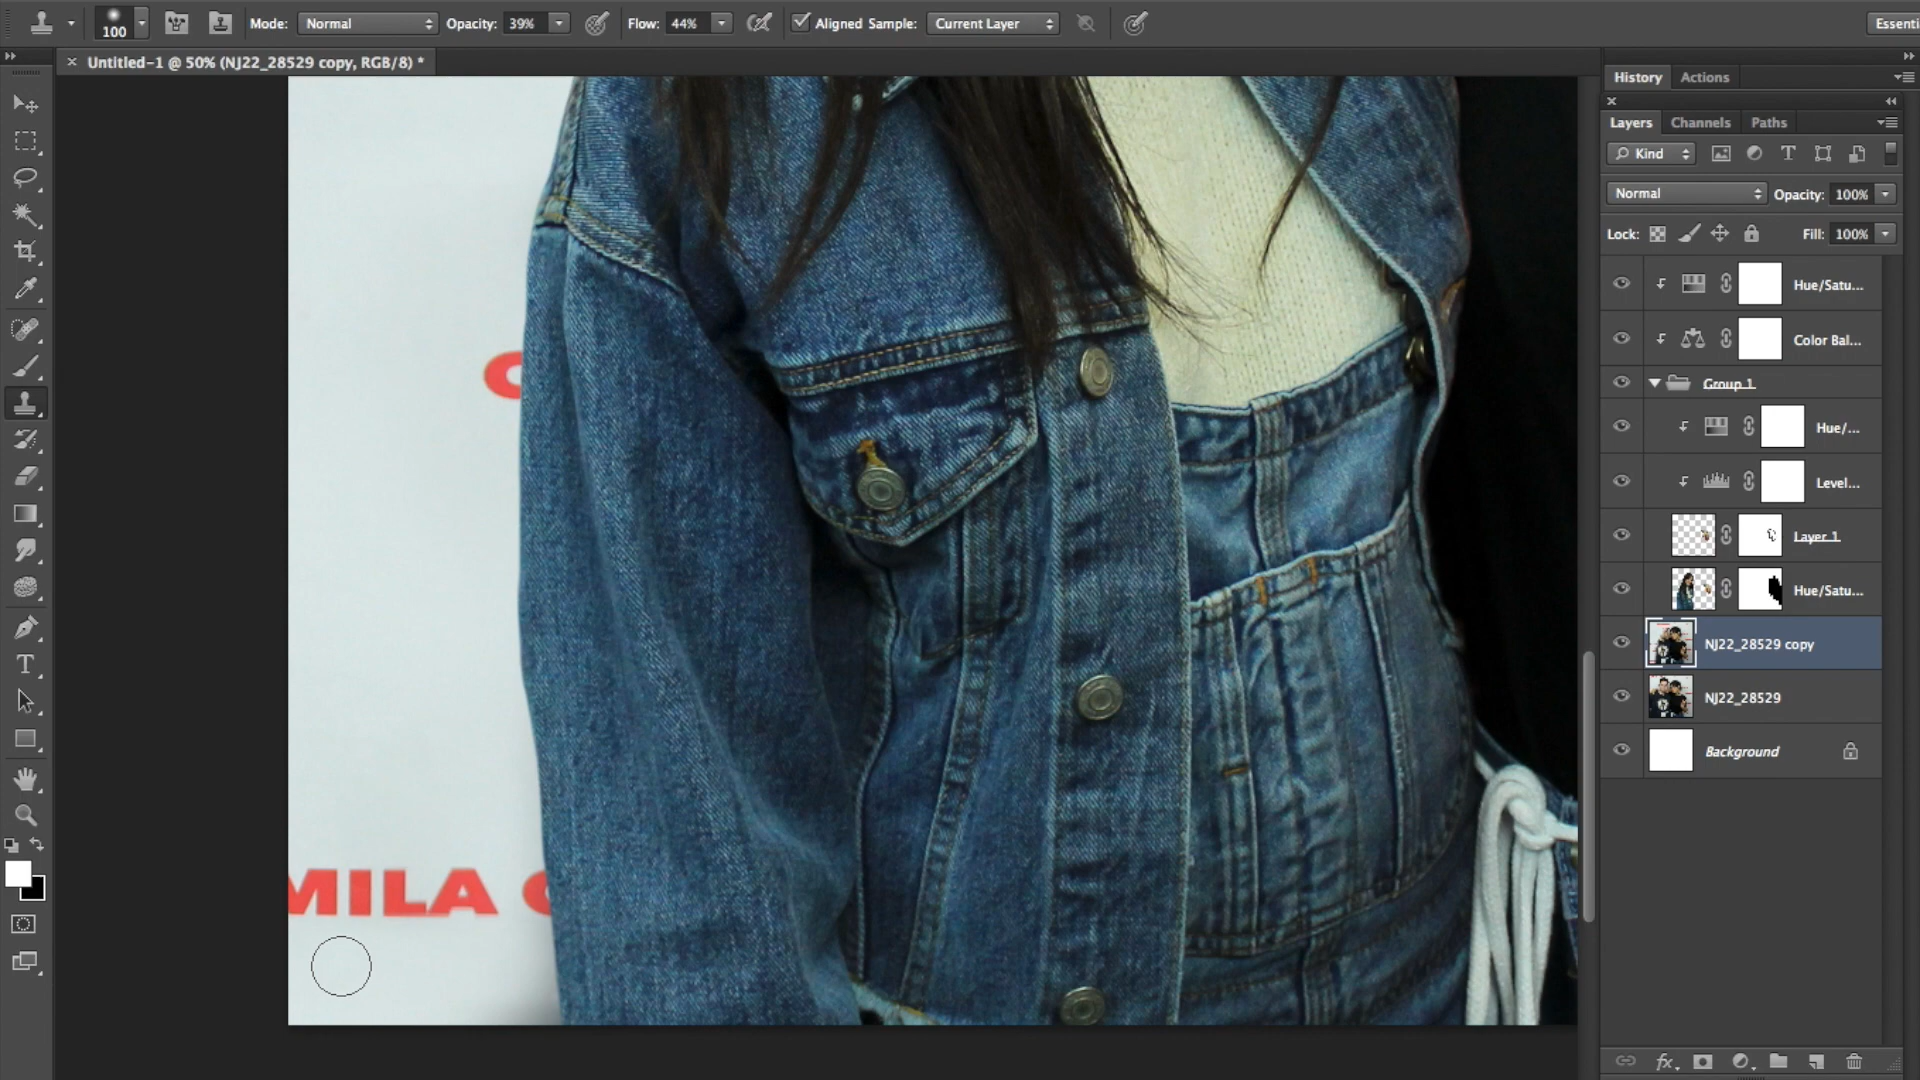 100
Mode: Normal Opacity: 39% Flow: 44% Aligned Sample: Current Layer Essenti
Untitled-1 @ 50% (NJ22_28529 copy, RGB/8) *
History Actions
Layers Channels Paths
Kind T
Normal Opacity: 100%
Lock: Fill: 100%
Hue/Satu...
Color Bal...
Group 1
Hue/...
Level...
Layer 1
Hue/Satu...
NJ22_28529 copy
NJ22_28529
Background
MILA C
C
T
fx